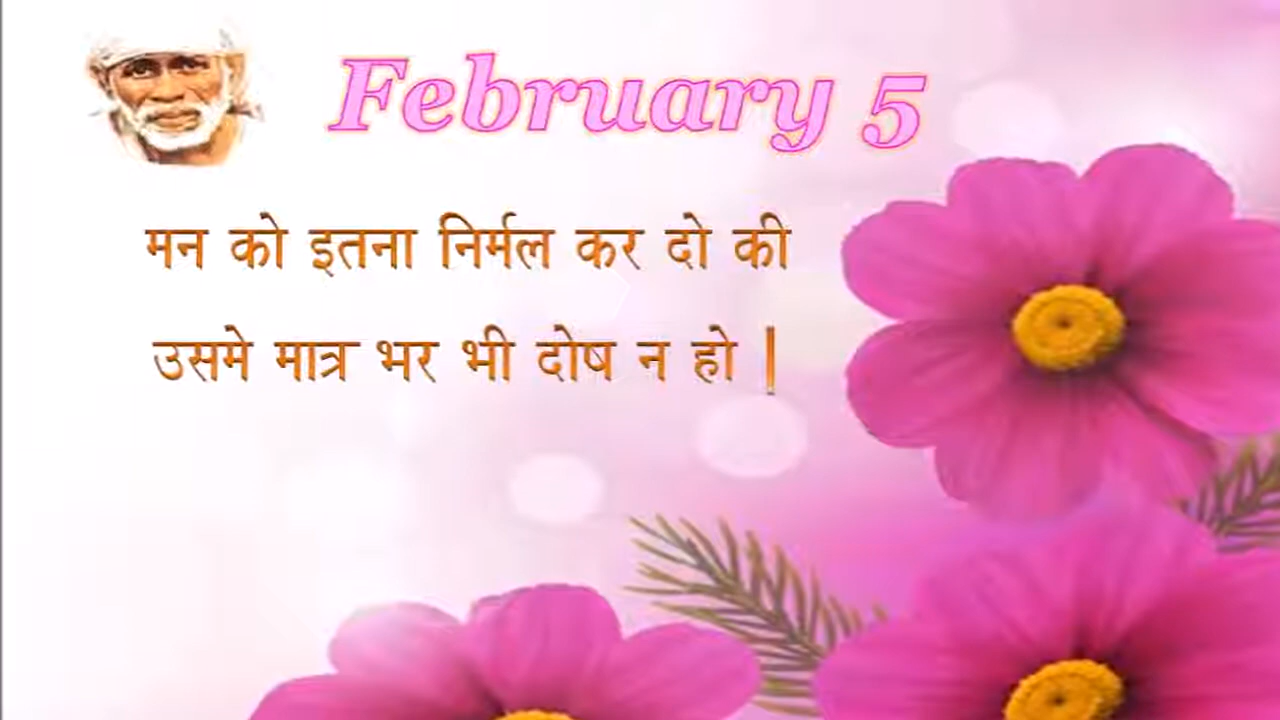 February 5
मन को इतना निर्मल कर दो की
उसमे मात्र भर भी दोष न हो |